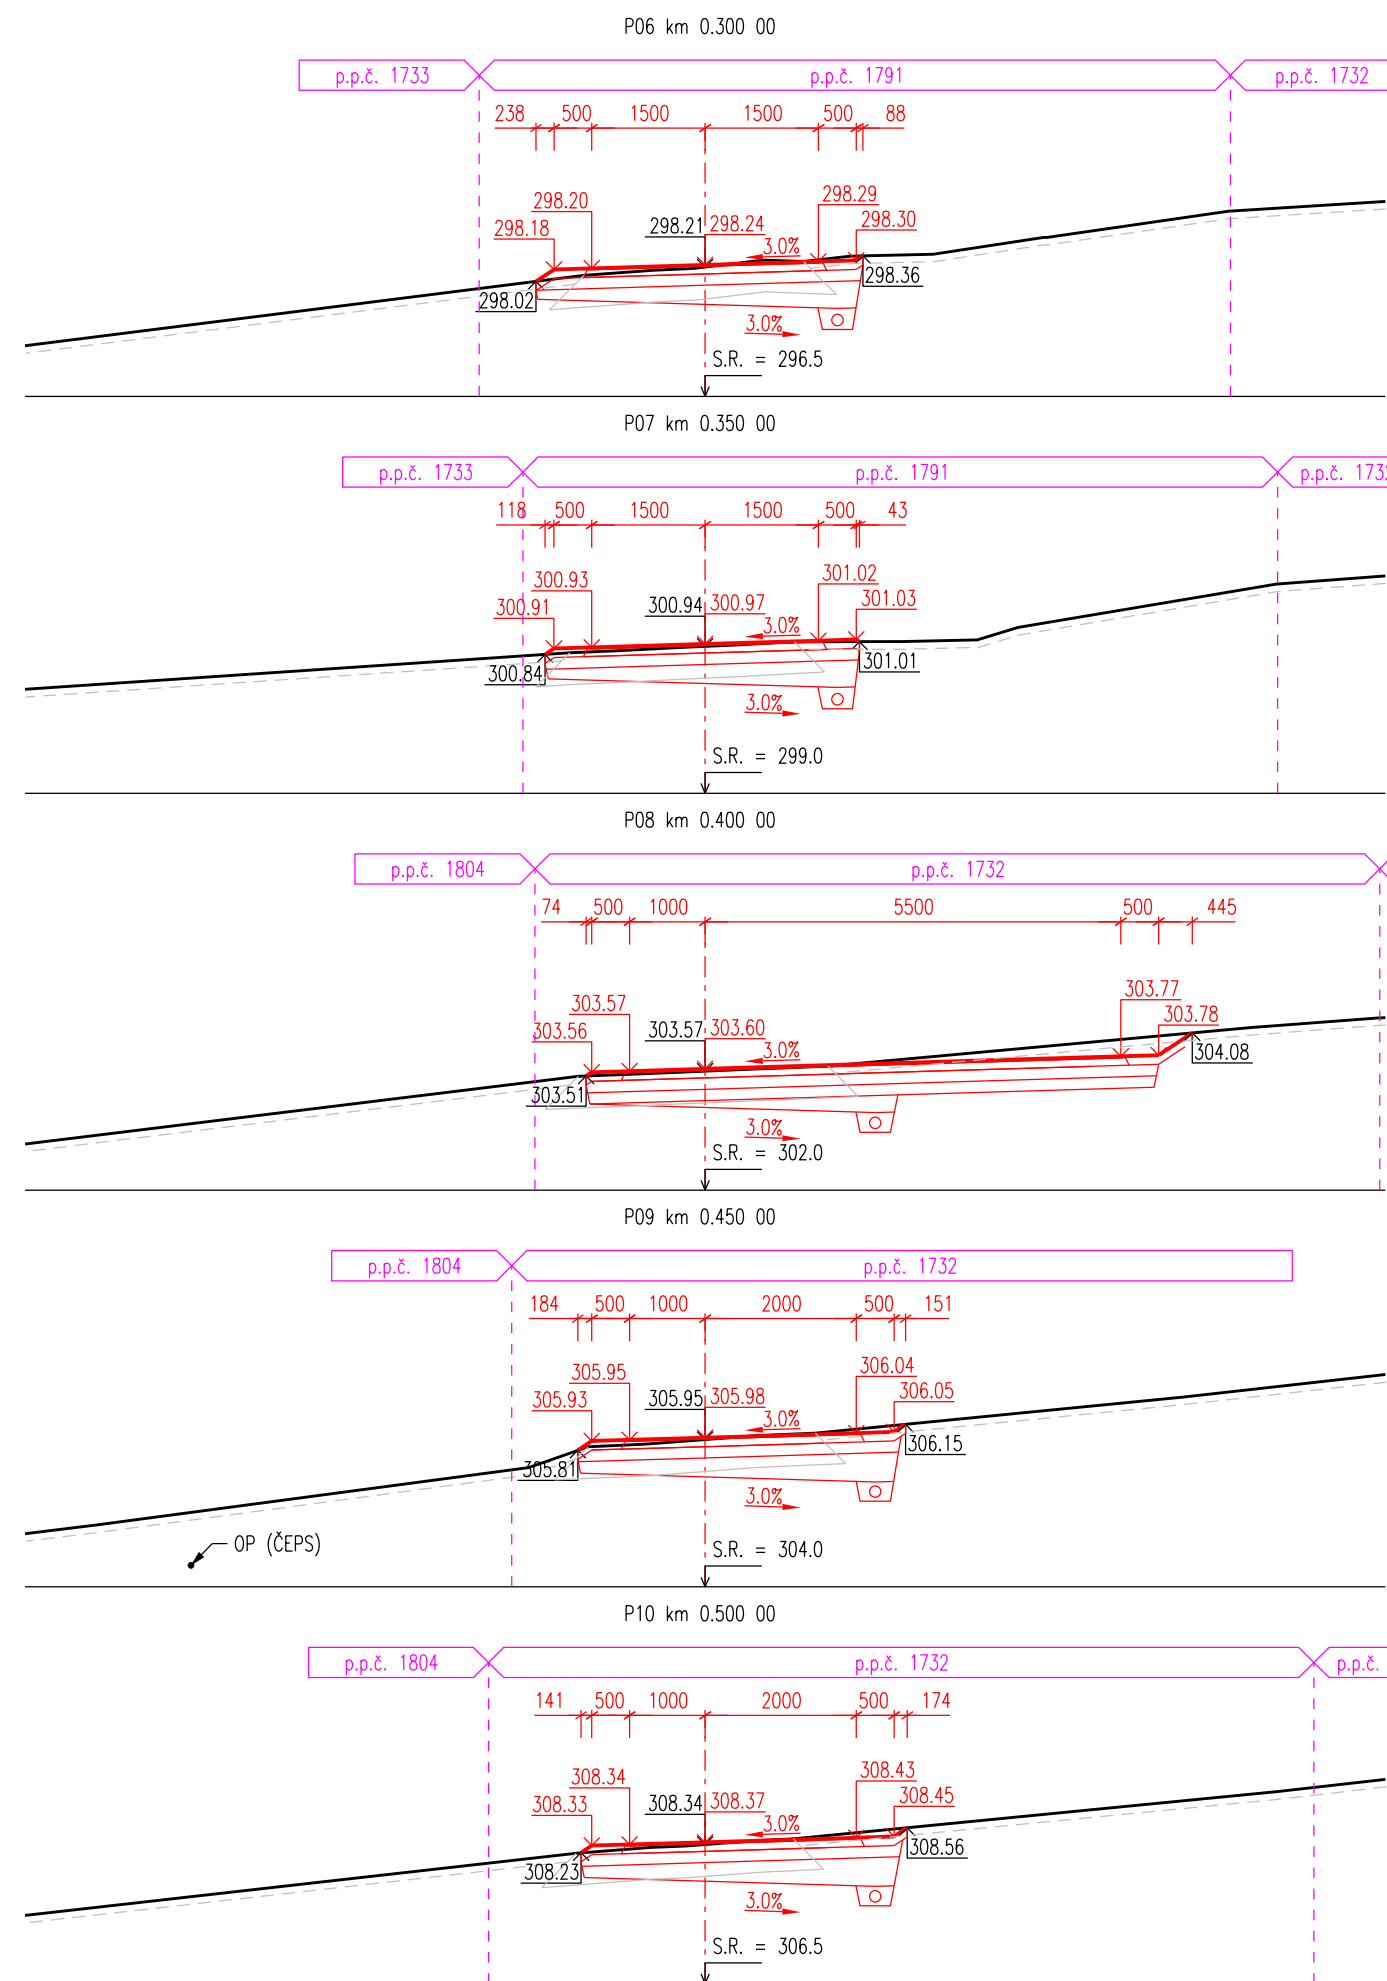 P06 km 0.300 00
p.p.č. 1733 p.p.č. 1791 p.p.č. 1732
238 500 1500 1500 500 88
298.20 298.29
298.18 298.21 298.24 298.30
3.0%
298.02 298.36
3.0%
S.R. = 296.5
P07 km 0.350 00
p.p.č. 1733 p.p.č. 1791 p.p.č. 1732
118 500 1500 1500 500 43
300.93 301.02
300.91 300.94 300.97 301.03
3.0%
300.84 301.01
3.0%
S.R. = 299.0
P08 km 0.400 00
p.p.č. 1804 p.p.č. 1732
74 500 1000 5500 500 445
303.77
303.57 303.78
303.56 303.57 303.60
3.0% 304.08
303.51
3.0%
S.R. = 302.0
P09 km 0.450 00
p.p.č. 1804 p.p.č. 1732
184 500 1000 2000 500 151
305.95 306.04
305.93 305.95 305.98 306.05
3.0%
306.15
305.81
3.0%
OP (ČEPS)
S.R. = 304.0
P10 km 0.500 00
p.p.č. 1804 p.p.č. 1732 p.p.č.
141 500 1000 2000 500 174
308.34 308.43
308.33 308.34 308.37 308.45
3.0%
308.56
308.23
3.0%
S.R. = 306.5